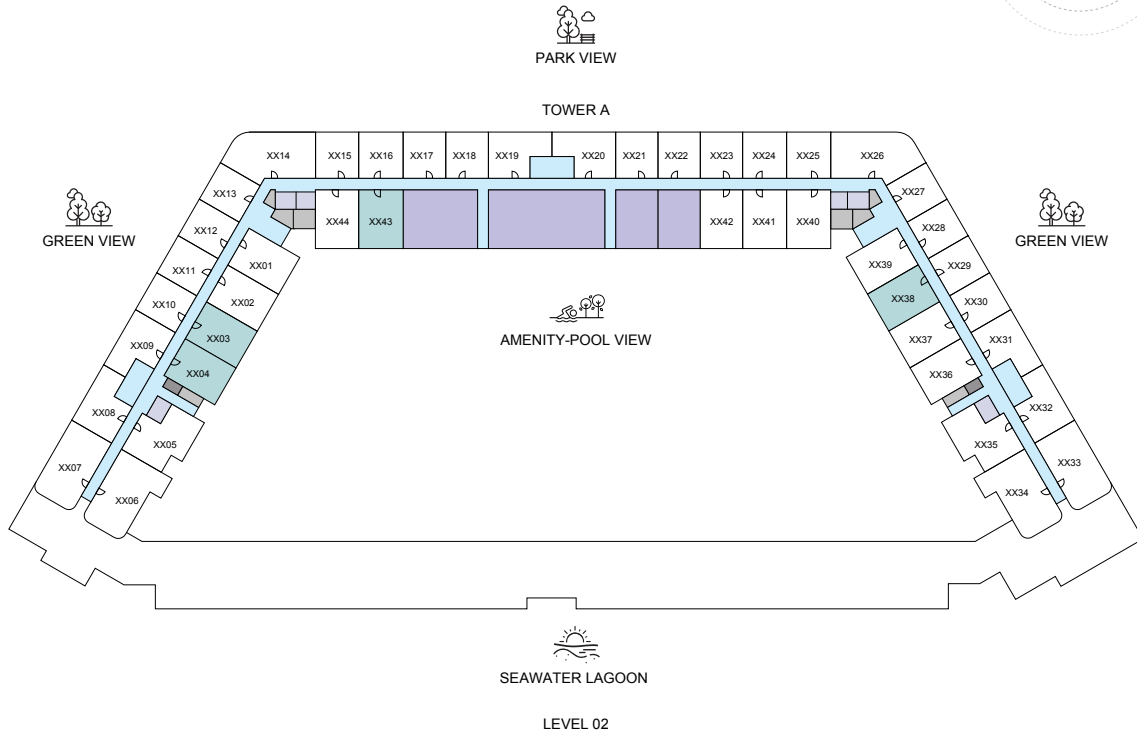 PARK VIEW
TOWER A
XX14
XX15
XX16
XX17
XX18
XX19
XX20
XX21
XX22
XX23
XX24
XX25
XX26
XX13
XX27
XX44
XX43
XX42
XX41
XX40
XX12
XX28
GREEN VIEW
GREEN VIEW
XX01
XX39
XX11
XX29
XX02
XX38
XX10
XX30
XX03
XX37
AMENITY-POOL VIEW
XX09
XX31
XX04
XX36
XX08
XX32
XX05
XX35
XX07
XX33
XX06
XX34
SEAWATER LAGOON
LEVEL 02